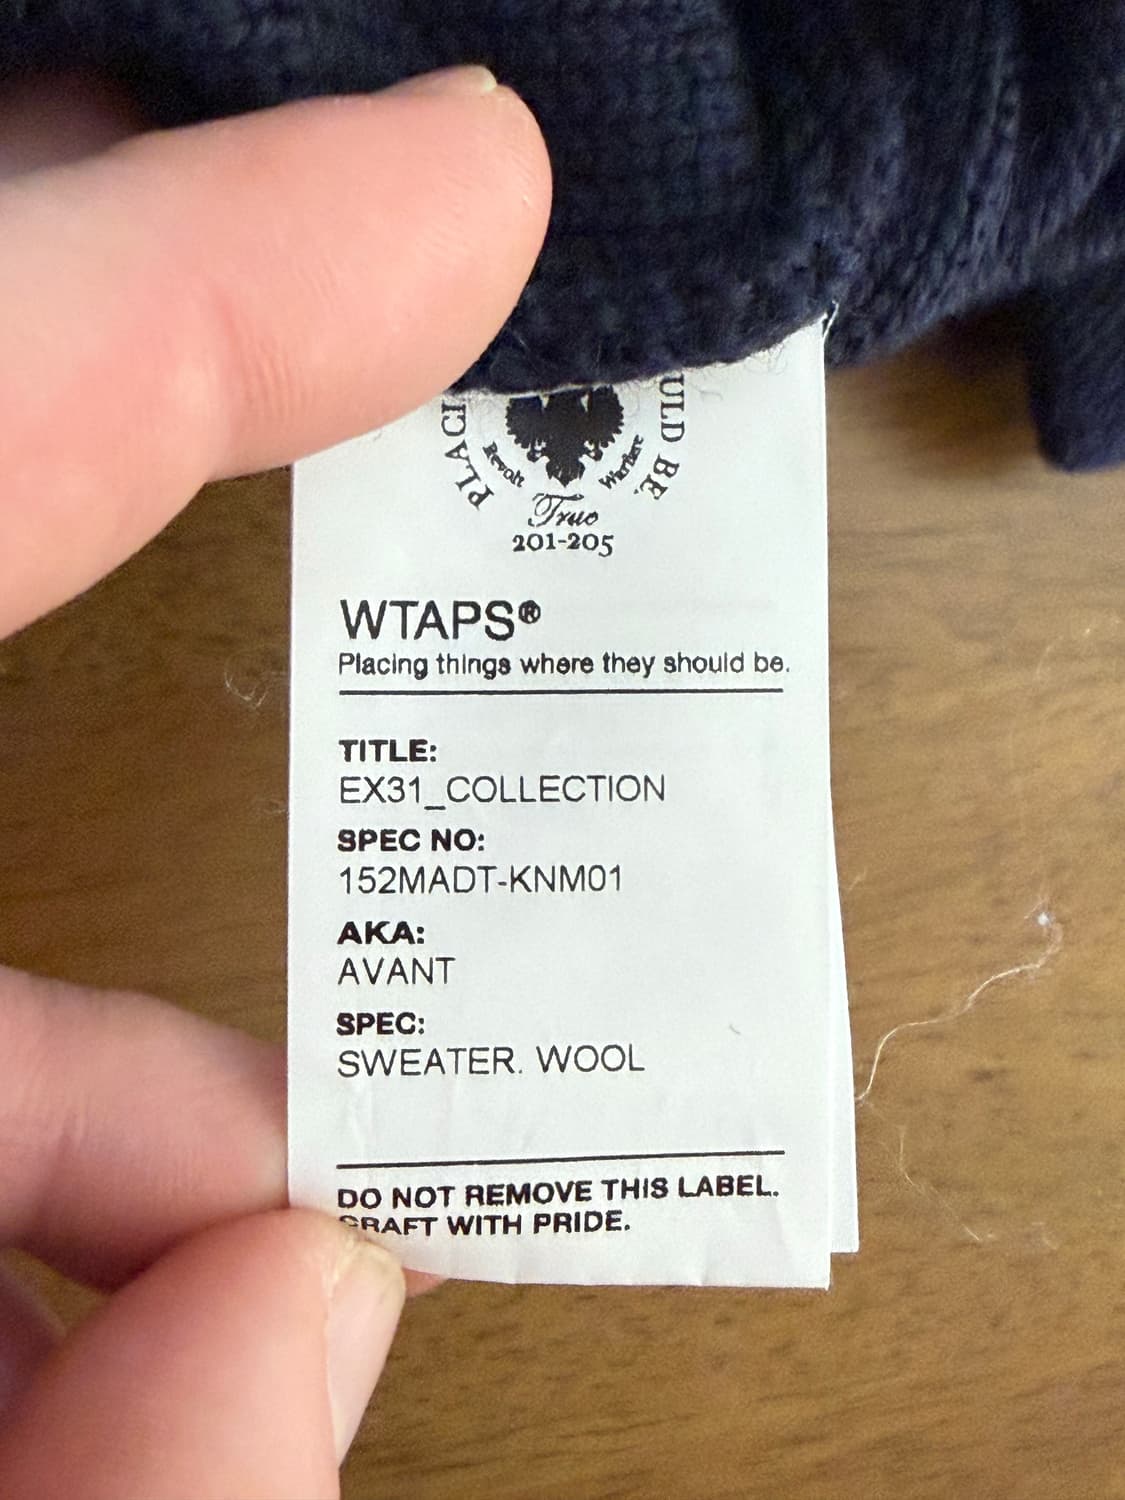 PLACI
ULD BE.
Revolt
Warfare
True
201-205
WTAPS®
Placing things where they should be.
TITLE:
EX31_COLLECTION
SPEC NO:
152MADT-KNM01
AKA:
AVANT
SPEC:
SWEATER. WOOL
DO NOT REMOVE THIS LABEL.
CRAFT WITH PRIDE.